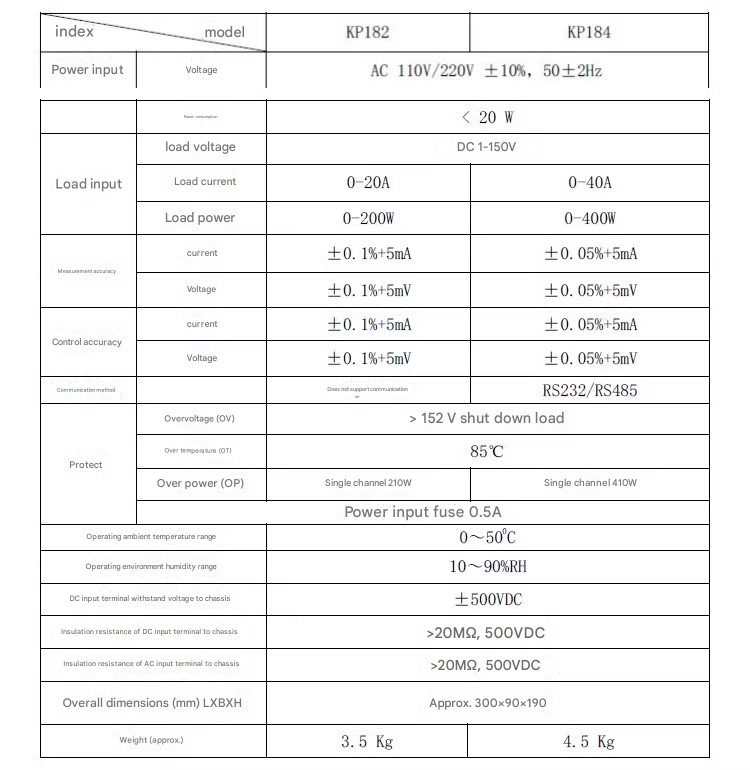 index model KP182 KP184
Power input Voltage AC 110V/220V ±10%, 50±2Hz
Power consumption < 20 W
Load input
load voltage DC 1-150V
Load current 0-20A 0-40A
Load power 0-200W 0-400W
Measurement accuracy
current ±0.1%+5mA ±0.05%+5mA
Voltage ±0.1%+5mV ±0.05%+5mV
Control accuracy
current ±0.1%+5mA ±0.05%+5mA
Voltage ±0.1%+5mV ±0.05%+5mV
Communication method Does not support communication RS232/RS485
Protect
Overvoltage (OV) > 152 V shut down load
Over temperature (OT) 85℃
Over power (OP) Single channel 210W Single channel 410W
Power input fuse 0.5A
Operating ambient temperature range 0~50⁰C
Operating environment humidity range 10~90%RH
DC input terminal withstand voltage to chassis ±500VDC
Insulation resistance of DC input terminal to chassis >20MΩ, 500VDC
Insulation resistance of AC input terminal to chassis >20MΩ, 500VDC
Overall dimensions (mm) LXBXH Approx. 300×90×190
Weight (approx.) 3.5 Kg 4.5 Kg